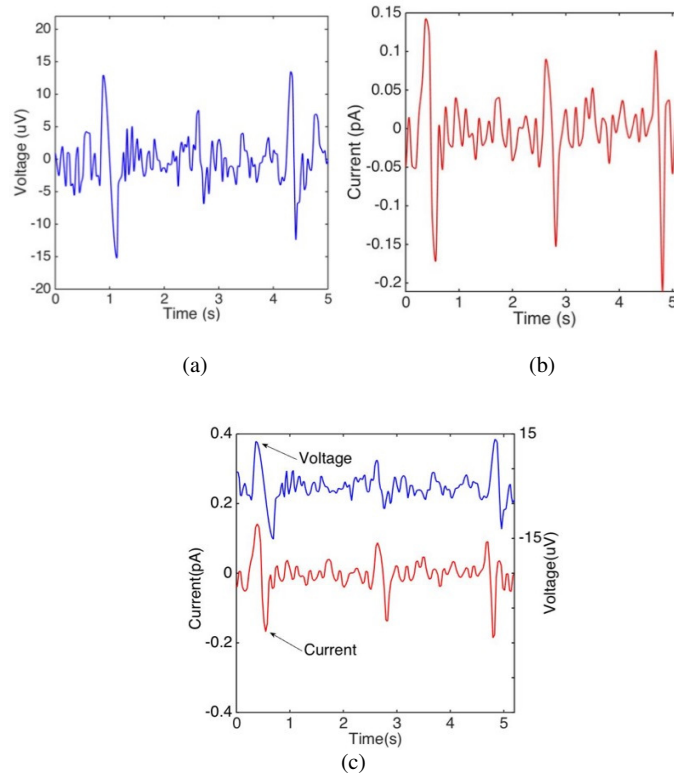 20
15
10
5
0
-5
-10
-15
-20
Voltage (uV)
0 1 2 3 4 5
Time (s)
(a)
0.15
0.1
0.05
0
-0.05
-0.1
-0.15
-0.2
Current (pA)
0 1 2 3 4 5
Time (s)
(b)
0.4
0.2
0
-0.2
-0.4
Current(pA)
Voltage
Current
15
-15
Voltage(uV)
0 1 2 3 4 5
Time(s)
(c)